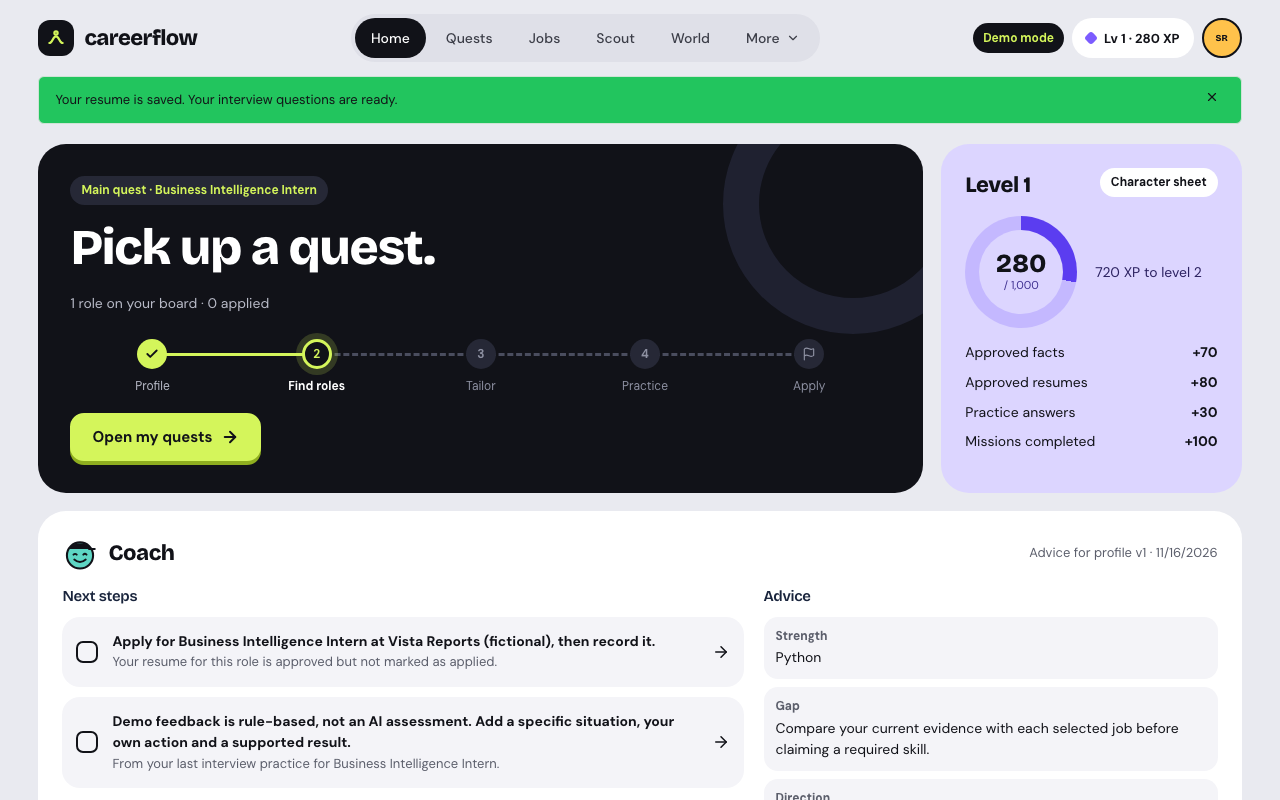 careerflow
Home
Quests
Jobs
Scout
World
More
Demo mode
Lv 1 · 280 XP
SR
Your resume is saved. Your interview questions are ready.
Main quest · Business Intelligence Intern
Pick up a quest.
1 role on your board · 0 applied
2
3
4
Profile
Find roles
Tailor
Practice
Apply
Open my quests
Level 1
Character sheet
280
/ 1,000
720 XP to level 2
Approved facts +70
Approved resumes +80
Practice answers +30
Missions completed +100
Coach
Advice for profile v1 · 11/16/2026
Next steps
Apply for Business Intelligence Intern at Vista Reports (fictional), then record it.
Your resume for this role is approved but not marked as applied.
Demo feedback is rule-based, not an AI assessment. Add a specific situation, your
own action and a supported result.
From your last interview practice for Business Intelligence Intern.
Advice
Strength
Python
Gap
Compare your current evidence with each selected job before
claiming a required skill.
Direction